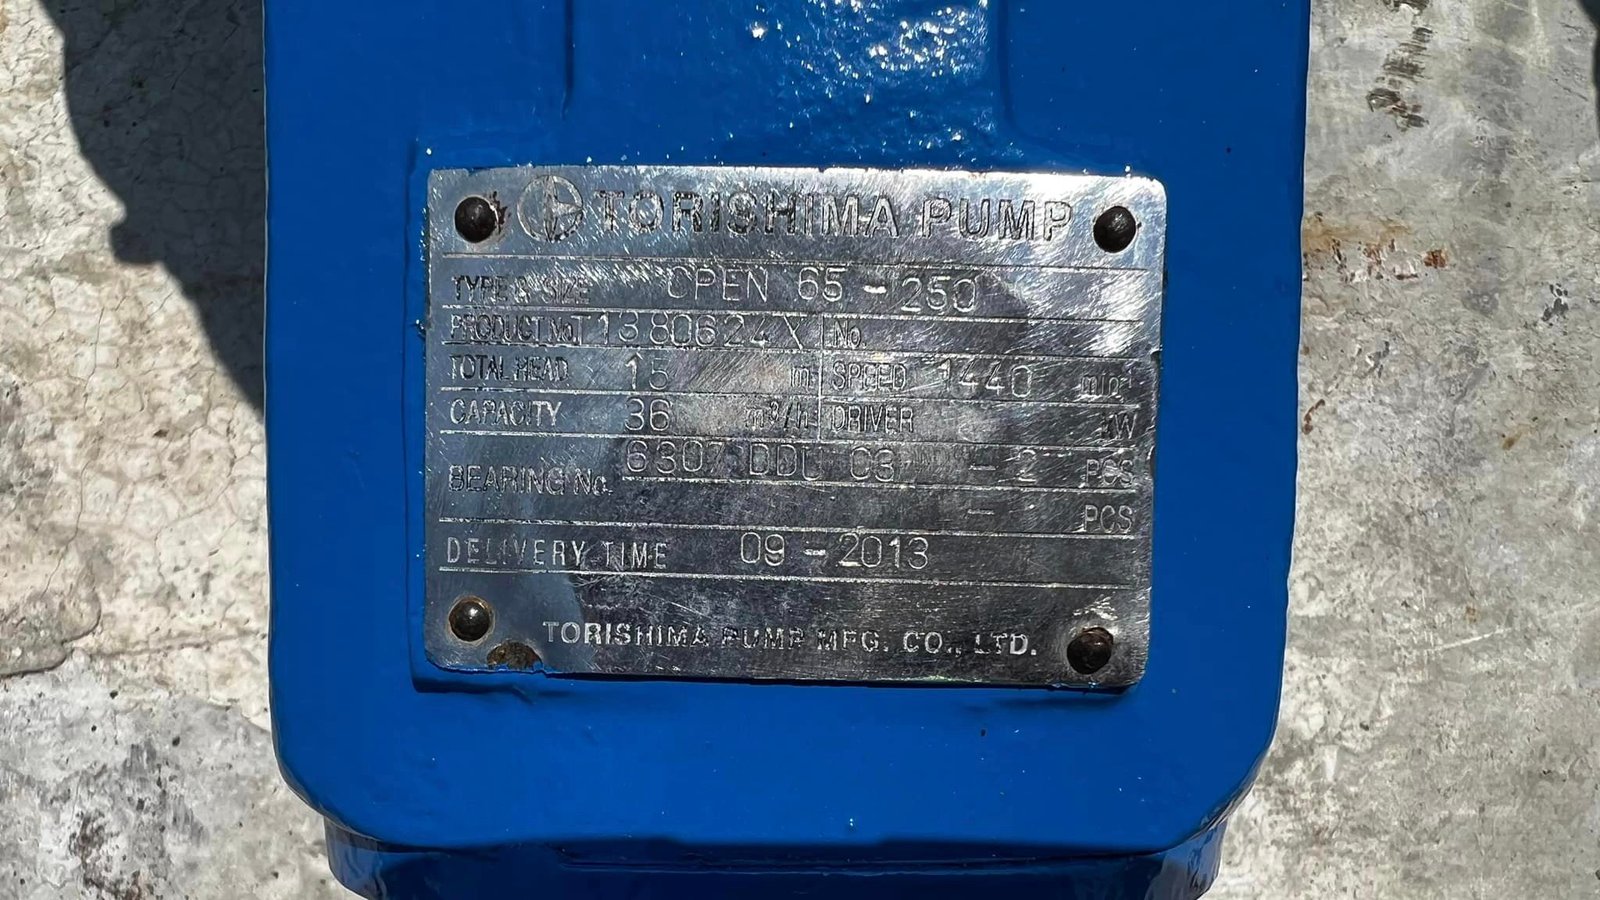 TORISHIMA PUMP
TYPE & SIZE CPEN 65-250
PRODUCT No. T1380624X No.
TOTAL HEAD 15 m SPEED 1440 min⁻¹
CAPACITY 36 m³/h DRIVER kW
BEARING No. 6307 DDU C3 - 2 PCS
- PCS
DELIVERY TIME 09-2013
TORISHIMA PUMP MFG. CO., LTD.